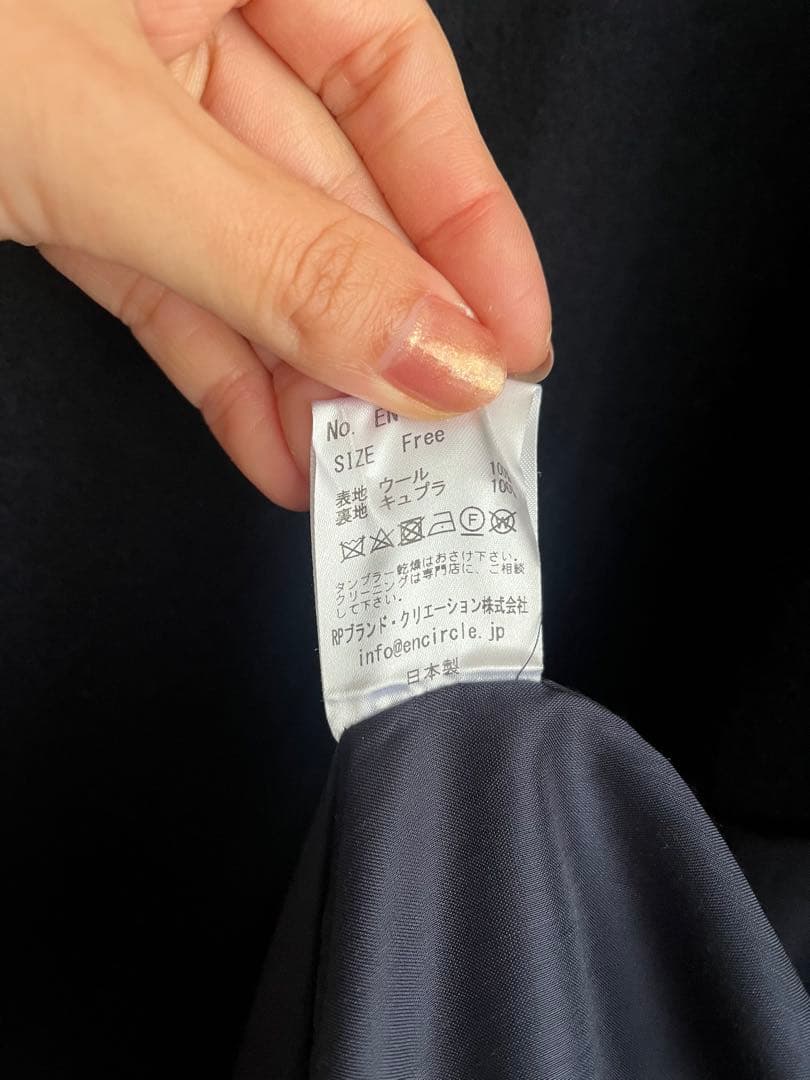 No. EN
SIZE Free
表地 ウール 100
裏地 キュプラ 100
タンブラー乾燥はおさけ下さい。
クリーニングは専門店に、ご相談
して下さい。
RPブランド・クリエーション株式会社
info@encircle.jp
日本製